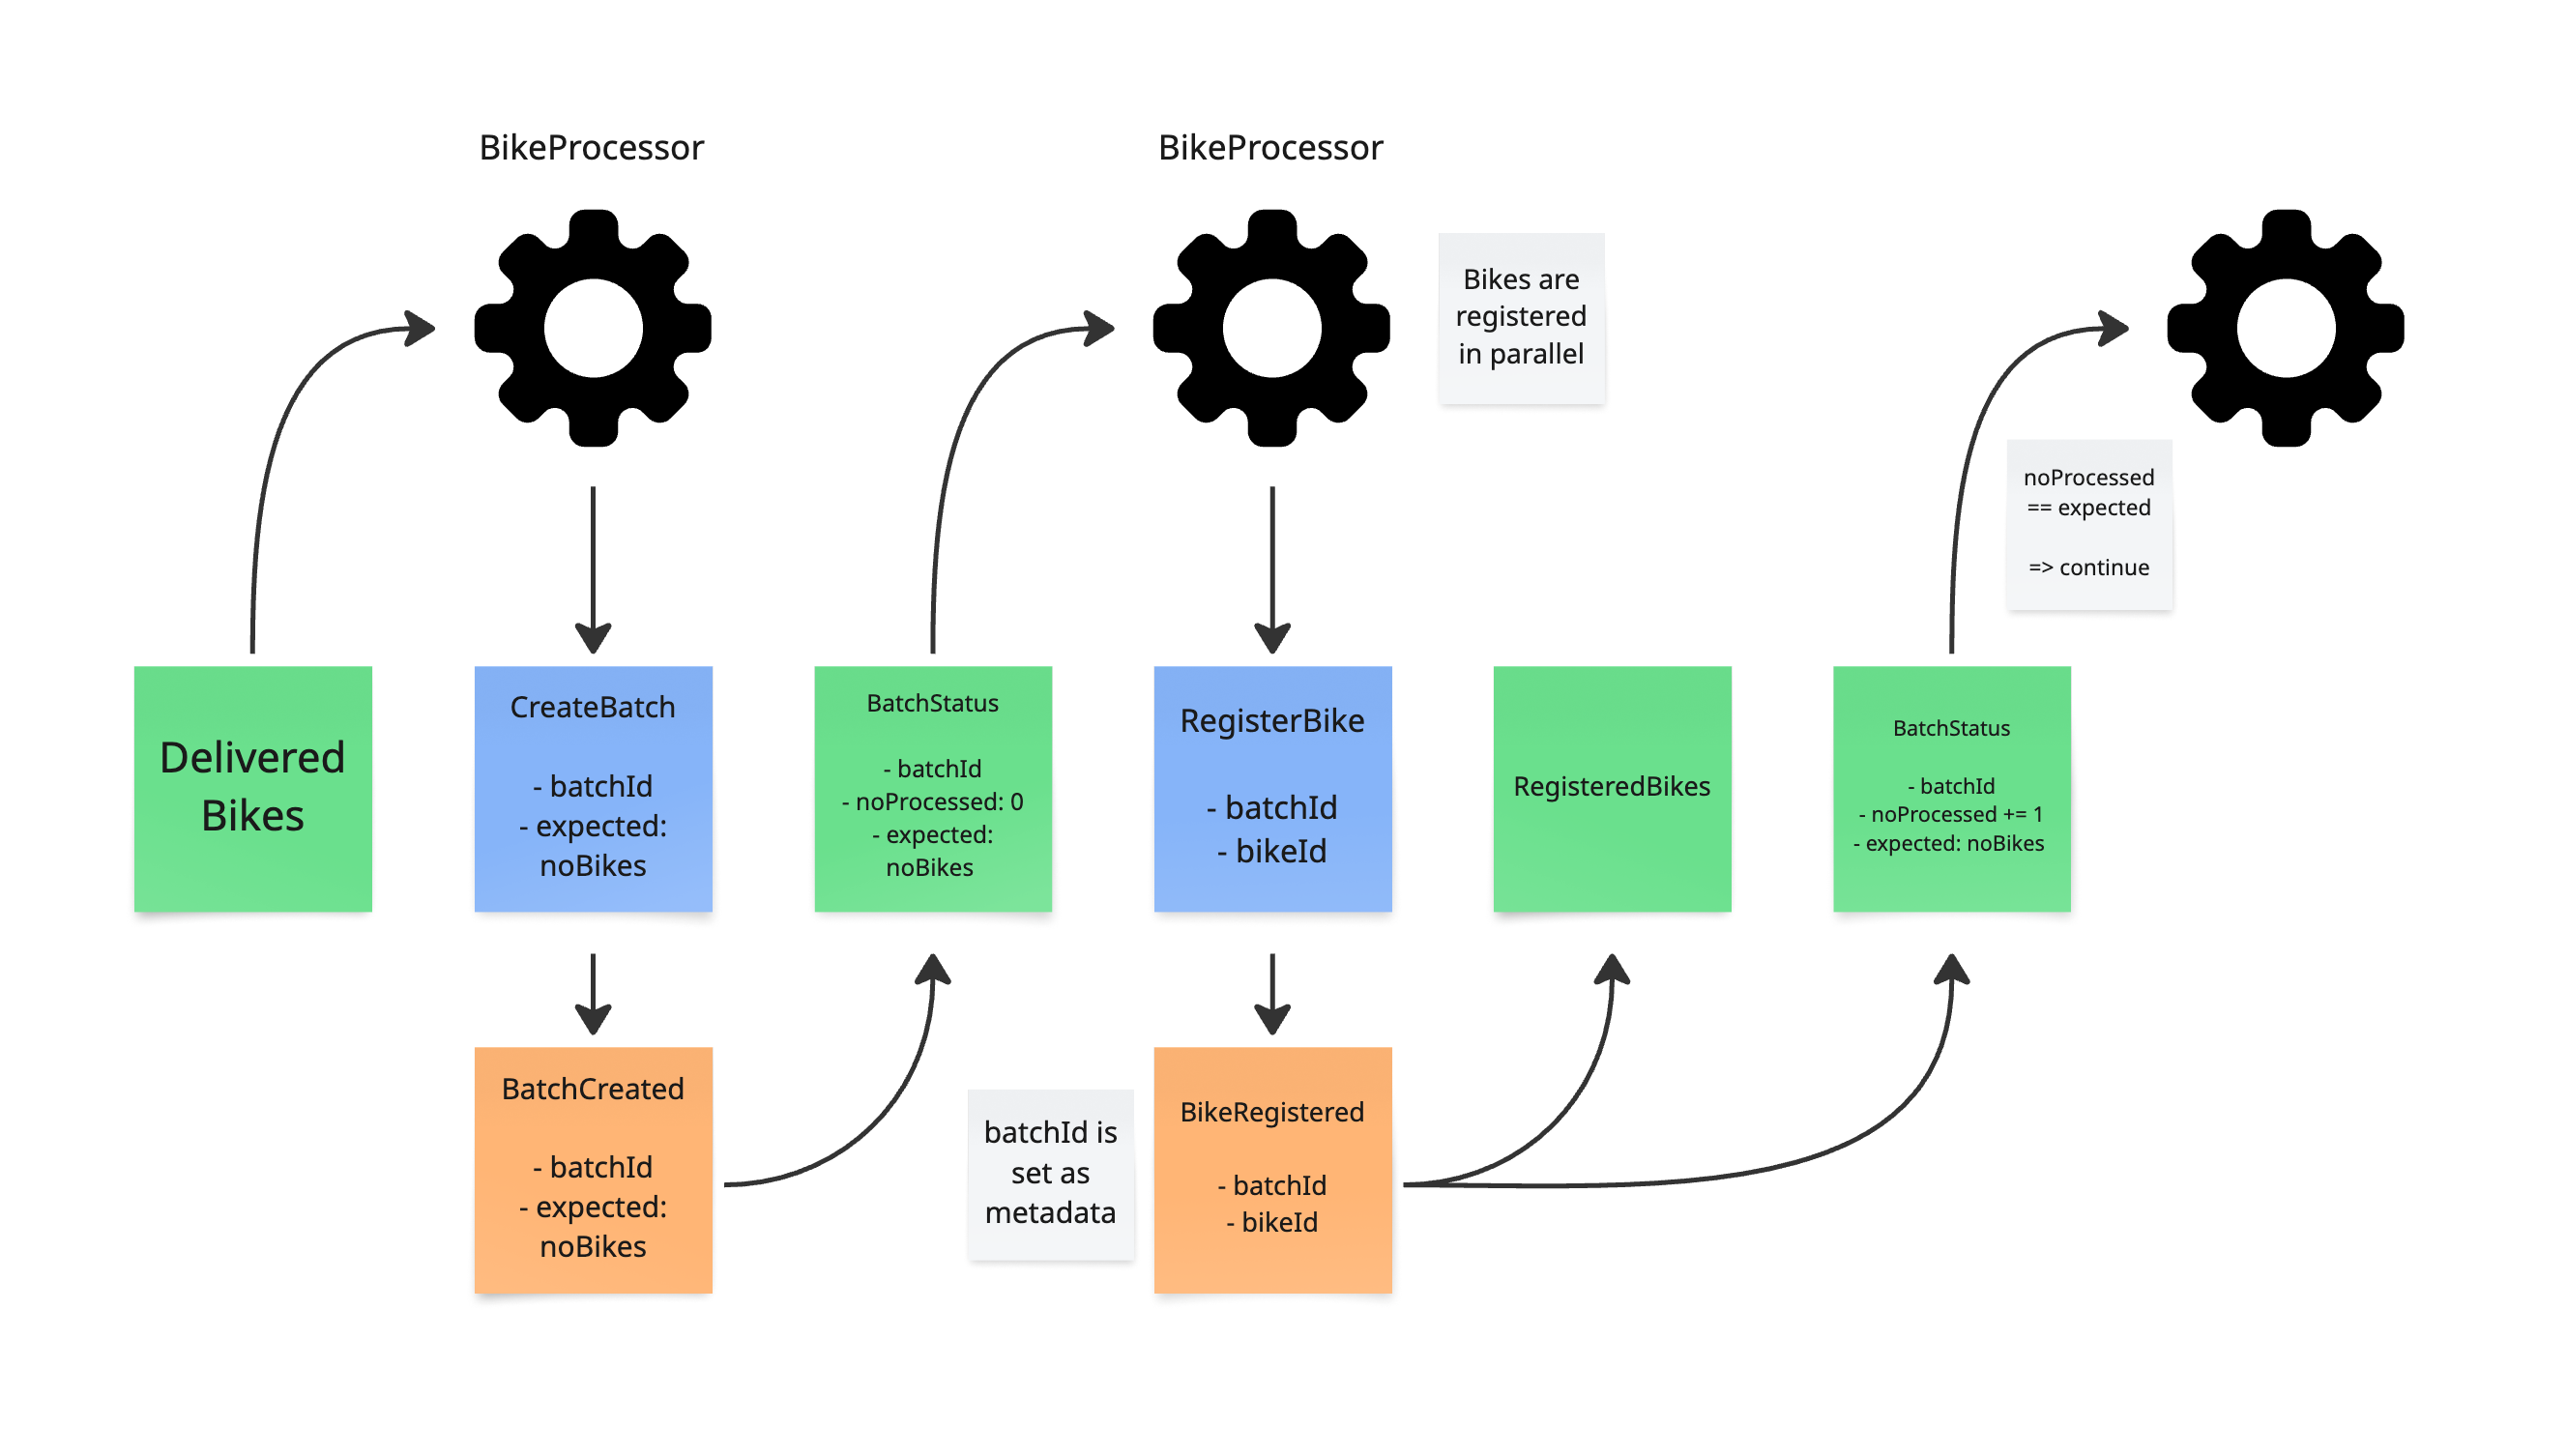 BikeProcessor
BikeProcessor
Bikes are
registered
in parallel
noProcessed
== expected
=> continue
Delivered
Bikes
CreateBatch
- batchId
- expected:
noBikes
BatchStatus
- batchId
- noProcessed: 0
- expected:
noBikes
RegisterBike
- batchId
- bikeId
RegisteredBikes
BatchStatus
- batchId
- noProcessed += 1
- expected: noBikes
BatchCreated
- batchId
- expected:
noBikes
batchId is
set as
metadata
BikeRegistered
- batchId
- bikeId